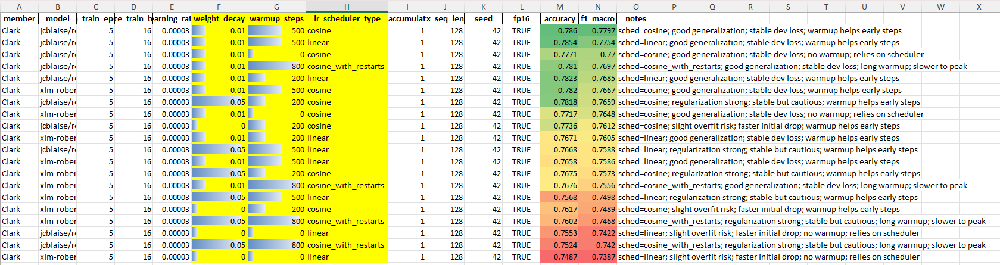 A B C D E F G H I J K L M N O P Q R S T U V W X
member model _train_epo ce_train_b earning_rat weight_decay warmup_steps lr_scheduler_type accumulat x_seq_len seed fp16 accuracy f1_macro notes
Clark jcblaise/ro 5 16 0.00003 0.01 500 cosine 1 128 42 TRUE 0.786 0.7797 sched=cosine; good generalization; stable dev loss; warmup helps early steps
Clark jcblaise/ro 5 16 0.00003 0.01 500 linear 1 128 42 TRUE 0.7854 0.7754 sched=linear; good generalization; stable dev loss; warmup helps early steps
Clark jcblaise/ro 5 16 0.00003 0.01 0 cosine 1 128 42 TRUE 0.7771 0.77 sched=cosine; good generalization; stable dev loss; no warmup; relies on scheduler
Clark jcblaise/ro 5 16 0.00003 0.01 800 cosine_with_restarts 1 128 42 TRUE 0.781 0.7697 sched=cosine_with_restarts; good generalization; stable dev loss; long warmup; slower to peak
Clark jcblaise/ro 5 16 0.00003 0.01 200 linear 1 128 42 TRUE 0.7823 0.7685 sched=linear; good generalization; stable dev loss; warmup helps early steps
Clark xlm-rober 5 16 0.00003 0.01 500 cosine 1 128 42 TRUE 0.782 0.7667 sched=cosine; good generalization; stable dev loss; warmup helps early steps
Clark jcblaise/ro 5 16 0.00003 0.05 200 cosine 1 128 42 TRUE 0.7818 0.7659 sched=cosine; regularization strong; stable but cautious; warmup helps early steps
Clark xlm-rober 5 16 0.00003 0.01 0 cosine 1 128 42 TRUE 0.7717 0.7648 sched=cosine; good generalization; stable dev loss; no warmup; relies on scheduler
Clark jcblaise/ro 5 16 0.00003 0 200 cosine 1 128 42 TRUE 0.7736 0.7612 sched=cosine; slight overfit risk; faster initial drop; warmup helps early steps
Clark xlm-rober 5 16 0.00003 0.01 200 linear 1 128 42 TRUE 0.7671 0.7605 sched=linear; good generalization; stable dev loss; warmup helps early steps
Clark jcblaise/ro 5 16 0.00003 0.05 500 linear 1 128 42 TRUE 0.7668 0.7588 sched=linear; regularization strong; stable but cautious; warmup helps early steps
Clark xlm-rober 5 16 0.00003 0.01 500 linear 1 128 42 TRUE 0.7658 0.7586 sched=linear; good generalization; stable dev loss; warmup helps early steps
Clark xlm-rober 5 16 0.00003 0.05 200 cosine 1 128 42 TRUE 0.7675 0.7573 sched=cosine; regularization strong; stable but cautious; warmup helps early steps
Clark xlm-rober 5 16 0.00003 0.01 800 cosine_with_restarts 1 128 42 TRUE 0.7676 0.7556 sched=cosine_with_restarts; good generalization; stable dev loss; long warmup; slower to peak
Clark xlm-rober 5 16 0.00003 0.05 500 linear 1 128 42 TRUE 0.7568 0.7498 sched=linear; regularization strong; stable but cautious; warmup helps early steps
Clark xlm-rober 5 16 0.00003 0 200 cosine 1 128 42 TRUE 0.7617 0.7489 sched=cosine; slight overfit risk; faster initial drop; warmup helps early steps
Clark xlm-rober 5 16 0.00003 0.05 800 cosine_with_restarts 1 128 42 TRUE 0.7602 0.7468 sched=cosine_with_restarts; regularization strong; stable but cautious; long warmup; slower to peak
Clark jcblaise/ro 5 16 0.00003 0 0 linear 1 128 42 TRUE 0.7553 0.7422 sched=linear; slight overfit risk; faster initial drop; no warmup; relies on scheduler
Clark jcblaise/ro 5 16 0.00003 0.05 800 cosine_with_restarts 1 128 42 TRUE 0.7524 0.742 sched=cosine_with_restarts; regularization strong; stable but cautious; long warmup; slower to peak
Clark xlm-rober 5 16 0.00003 0 0 linear 1 128 42 TRUE 0.7487 0.7387 sched=linear; slight overfit risk; faster initial drop; no warmup; relies on scheduler